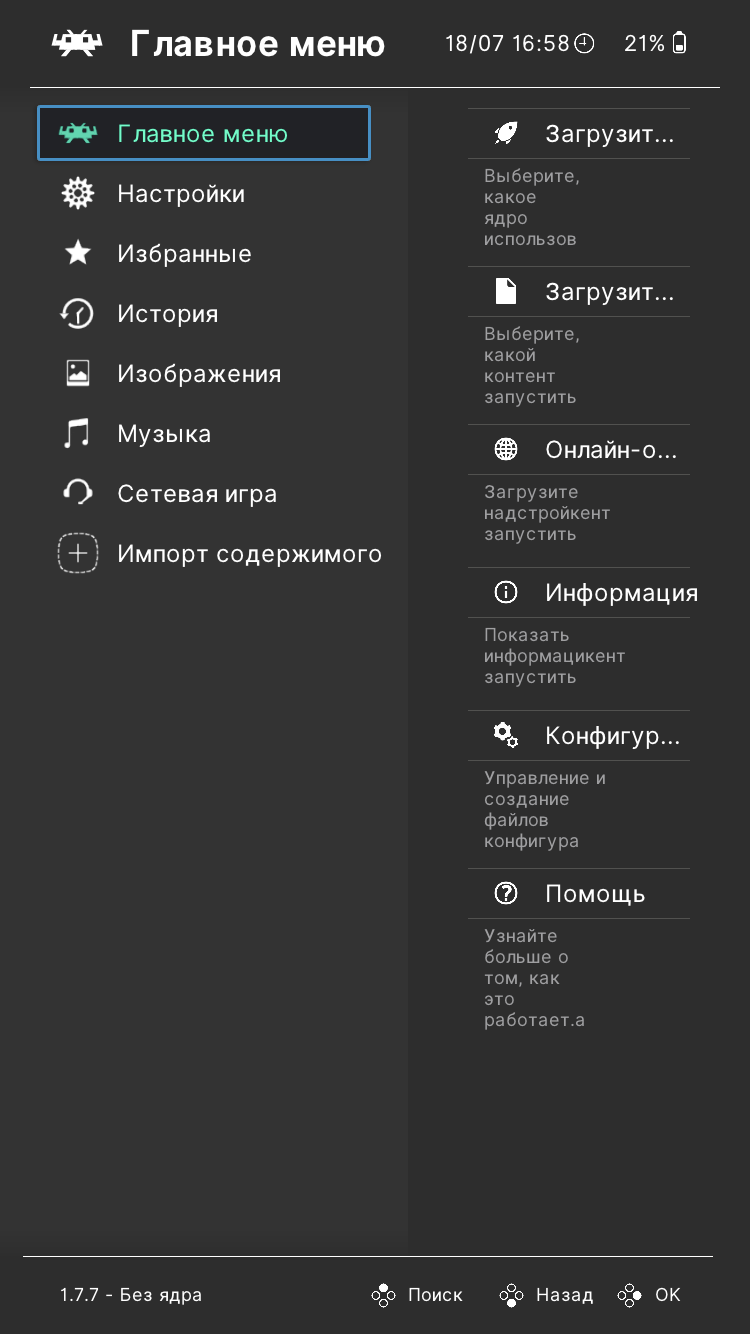 Главное меню
18/07 16:58
21%
Главное меню
Настройки
Избранные
История
Изображения
Музыка
Сетевая игра
Импорт содержимого
Загрузит...
Выберите,
какое
ядро
использов
Загрузит...
Выберите,
какой
контент
запустить
Онлайн-о...
Загрузите
надстройкент
запустить
Информация
Показать
информацикент
запустить
Конфигур...
Управление и
создание
файлов
конфигура
Помощь
Узнайте
больше о
том, как
это
работает.а
1.7.7 - Без ядра
Поиск
Назад
OK